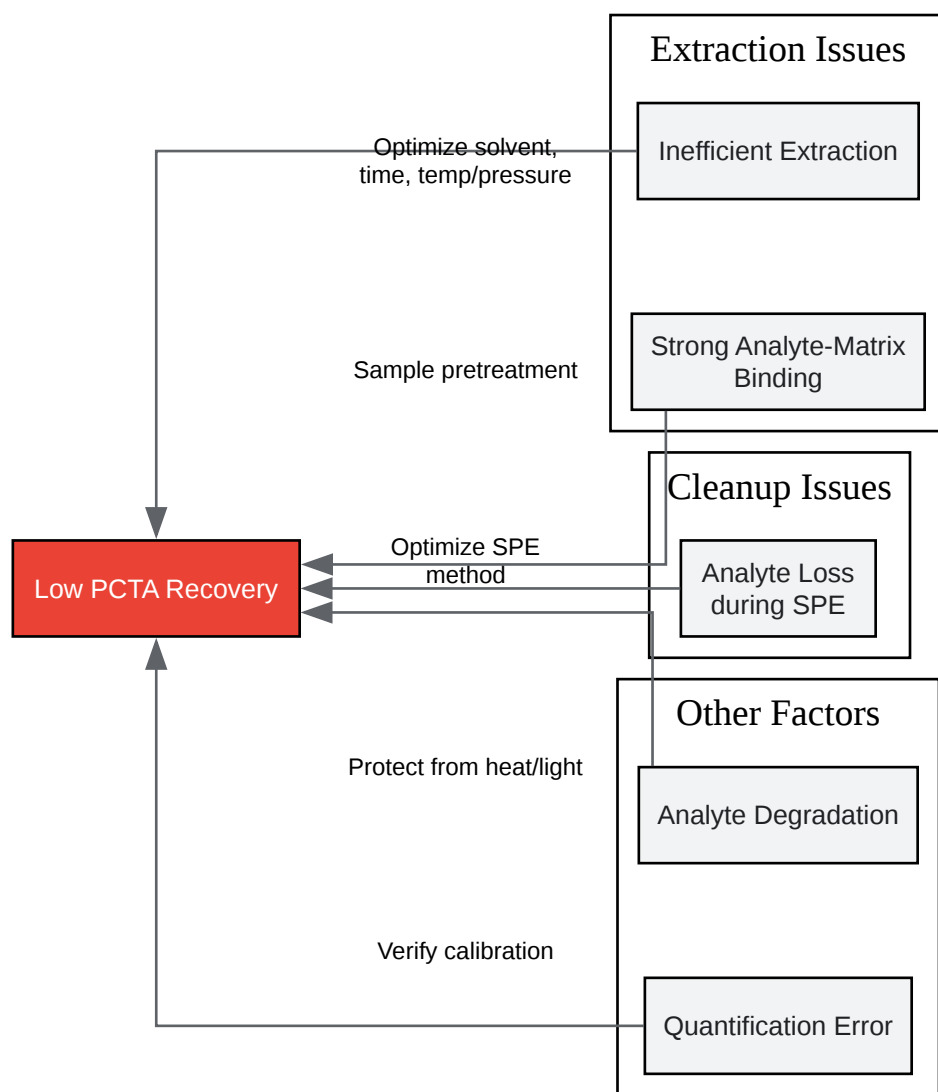 Extraction Issues
Optimize solvent,
time, temp/pressure
Inefficient Extraction
Sample pretreatment
Strong Analyte-Matrix
Binding
Cleanup Issues
Low PCTA Recovery
Optimize SPE
method
Analyte Loss
during SPE
Other Factors
Protect from heat/light
Analyte Degradation
Verify calibration
Quantification Error